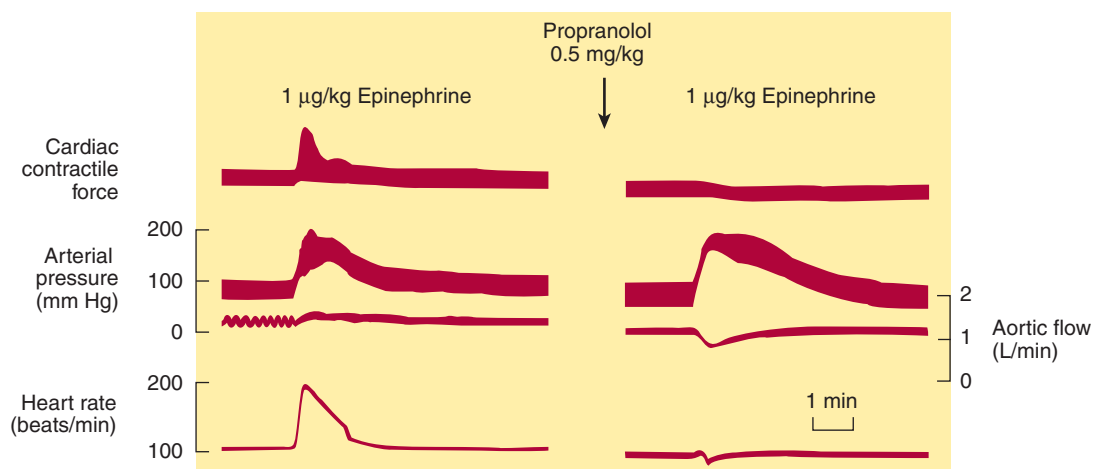 Propranolol
0.5 mg/kg
1 μg/kg Epinephrine
1 μg/kg Epinephrine
Cardiac
contractile
force
200
Arterial
pressure
(mm Hg)
100
0
2
1
0
Aortic flow
(L/min)
Heart rate
(beats/min)
200
100
1 min